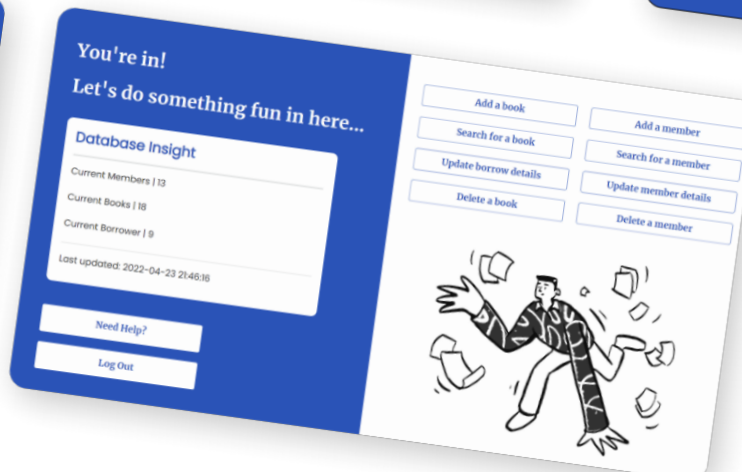 You're in!
Let's do something fun in here...
Database Insight
Current Members | 13
Current Books | 18
Current Borrower | 9
Last updated: 2022-04-23 21:46:16
Need Help?
Log Out
Add a book
Search for a book
Update borrow details
Delete a book
Add a member
Search for a member
Update member details
Delete a member